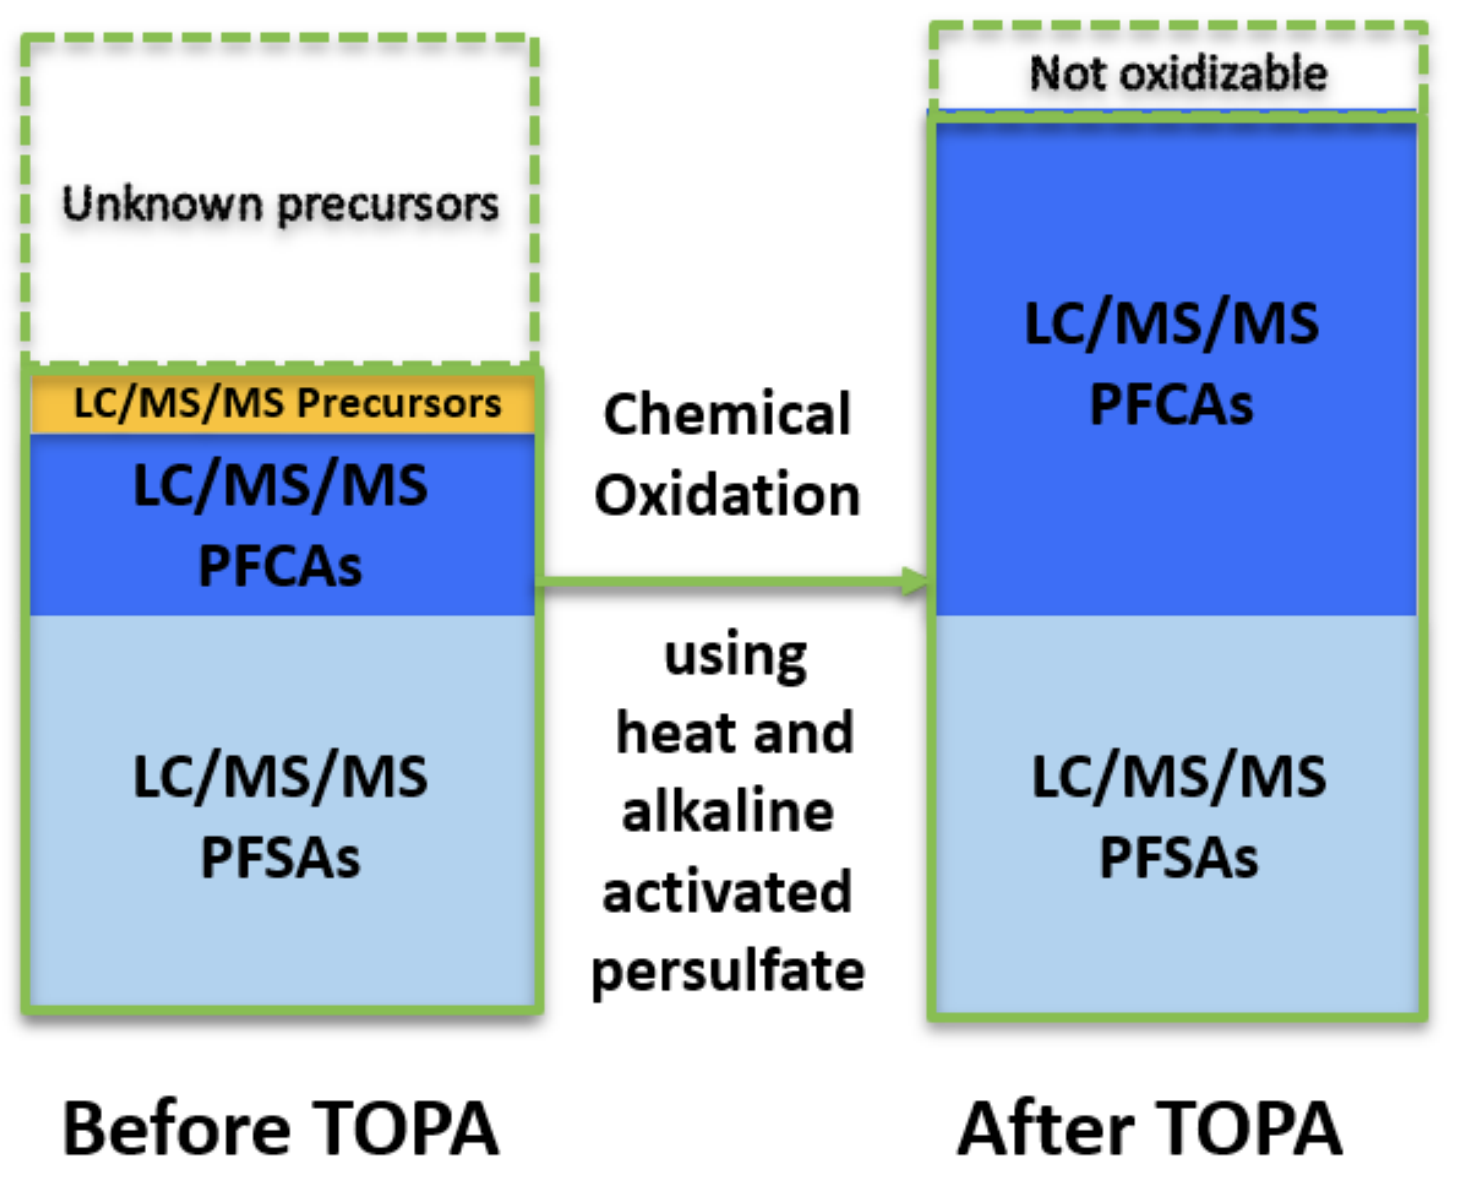 Unknown precursors
LC/MS/MS Precursors
LC/MS/MS
PFCAs
LC/MS/MS
PFSAs
Before TOPA
Chemical
Oxidation
using
heat and
alkaline
activated
persulfate
Not oxidizable
LC/MS/MS
PFCAs
LC/MS/MS
PFSAs
After TOPA